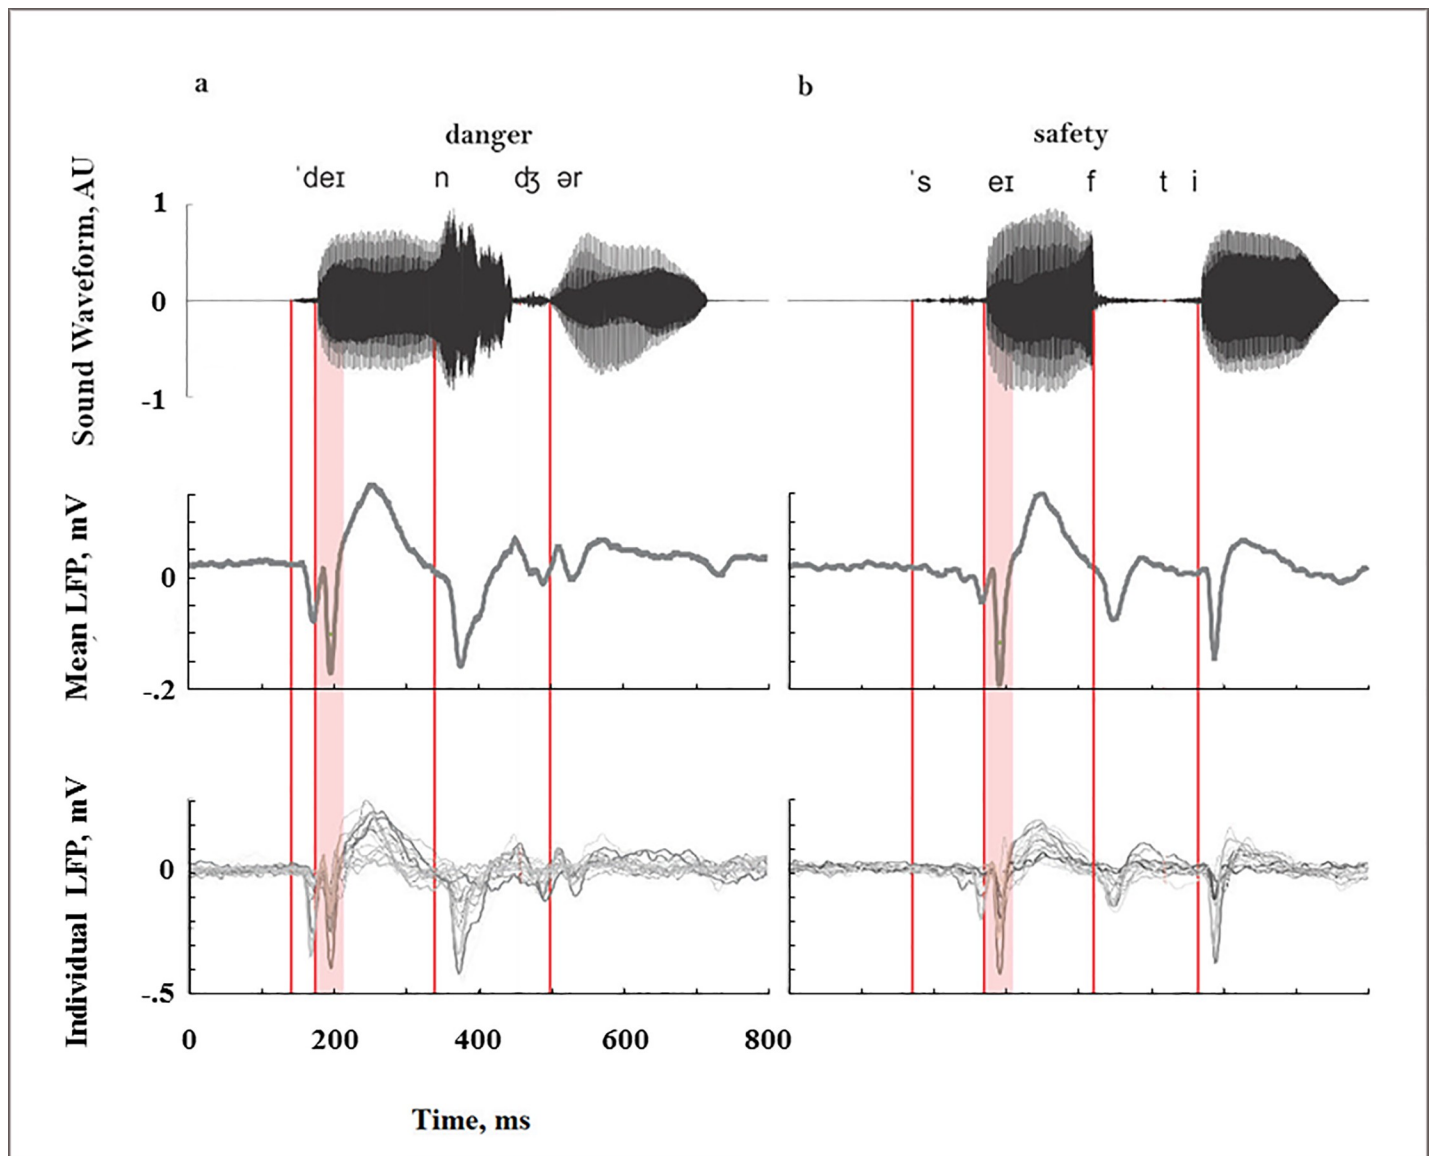 a
b
danger
safety
ˈdeɪ n dʒ ər
ˈs eɪ f t i
Sound Waveform, AU
1
0
-1
Mean LFP, mV
0
-.2
Individual LFP, mV
0
-.5
0 200 400 600 800
Time, ms